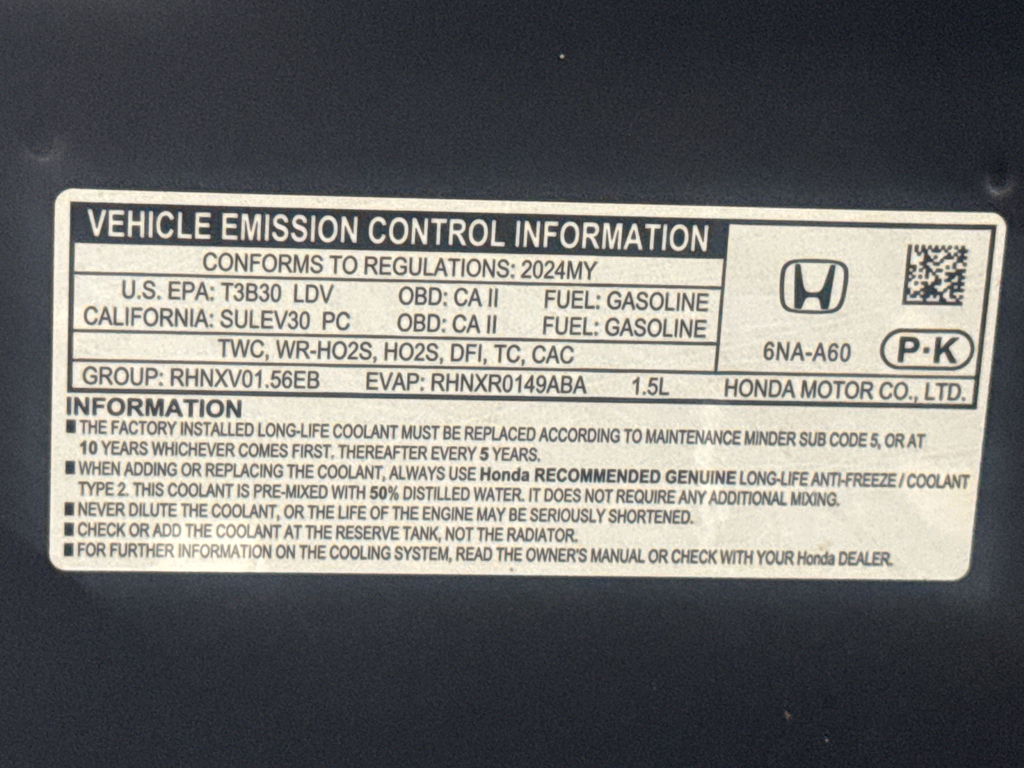 VEHICLE EMISSION CONTROL INFORMATION
CONFORMS TO REGULATIONS: 2024MY
U.S. EPA: T3B30 LDV OBD: CA II FUEL: GASOLINE
CALIFORNIA: SULEV30 PC OBD: CA II FUEL: GASOLINE
TWC, WR-HO2S, HO2S, DFI, TC, CAC
6NA-A60 P·K
GROUP: RHNXV01.56EB EVAP: RHNXR0149ABA 1.5L HONDA MOTOR CO., LTD.
INFORMATION
■ THE FACTORY INSTALLED LONG-LIFE COOLANT MUST BE REPLACED ACCORDING TO MAINTENANCE MINDER SUB CODE 5, OR AT
10 YEARS WHICHEVER COMES FIRST. THEREAFTER EVERY 5 YEARS.
■ WHEN ADDING OR REPLACING THE COOLANT, ALWAYS USE Honda RECOMMENDED GENUINE LONG-LIFE ANTI-FREEZE / COOLANT
TYPE 2. THIS COOLANT IS PRE-MIXED WITH 50% DISTILLED WATER. IT DOES NOT REQUIRE ANY ADDITIONAL MIXING.
■ NEVER DILUTE THE COOLANT, OR THE LIFE OF THE ENGINE MAY BE SERIOUSLY SHORTENED.
■ CHECK OR ADD THE COOLANT AT THE RESERVE TANK, NOT THE RADIATOR.
■ FOR FURTHER INFORMATION ON THE COOLING SYSTEM, READ THE OWNER'S MANUAL OR CHECK WITH YOUR Honda DEALER.